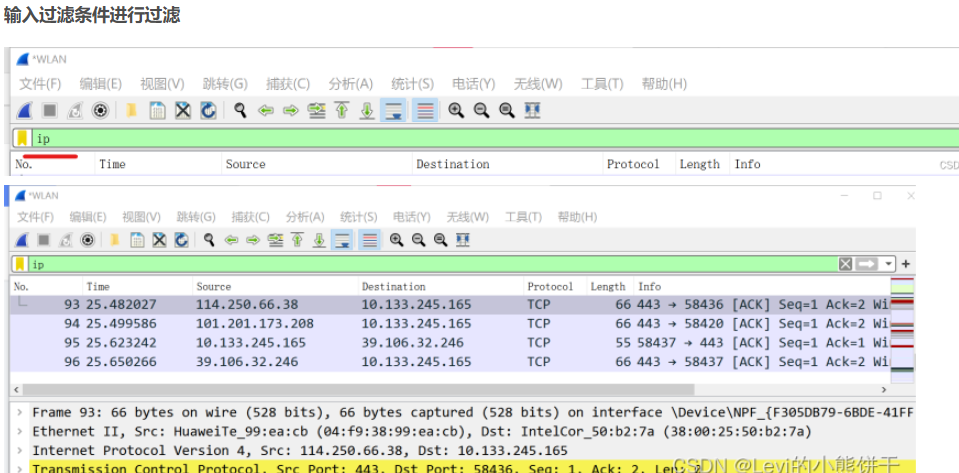 输入过滤条件进行过滤
*WLAN
文件(F) 编辑(E) 视图(V) 跳转(G) 捕获(C) 分析(A) 统计(S) 电话(Y) 无线(W) 工具(T) 帮助(H)
ip
No. Time Source Destination Protocol Length Info
CSD
*WLAN
文件(F) 编辑(E) 视图(V) 跳转(G) 捕获(C) 分析(A) 统计(S) 电话(Y) 无线(W) 工具(T) 帮助(H)
ip
No. Time Source Destination Protocol Length Info
93 25.482027 114.250.66.38 10.133.245.165 TCP 66 443 → 58436 [ACK] Seq=1 Ack=2 Wi
94 25.499586 101.201.173.208 10.133.245.165 TCP 66 443 → 58420 [ACK] Seq=1 Ack=2 Wi
95 25.623242 10.133.245.165 39.106.32.246 TCP 55 58437 → 443 [ACK] Seq=1 Ack=1 Wi
96 25.650266 39.106.32.246 10.133.245.165 TCP 66 443 → 58437 [ACK] Seq=1 Ack=2 Wi
Frame 93: 66 bytes on wire (528 bits), 66 bytes captured (528 bits) on interface \Device\NPF_{F305DB79-6BDE-41FF
Ethernet II, Src: HuaweiTe_99:ea:cb (04:f9:38:99:ea:cb), Dst: IntelCor_50:b2:7a (38:00:25:50:b2:7a)
Internet Protocol Version 4, Src: 114.250.66.38, Dst: 10.133.245.165
Transmission Control Protocol, Src Port: 443, Dst Port: 58436, Seq: 1, Ack: 2, Len: 0
CSDN @Levi的小熊饼干